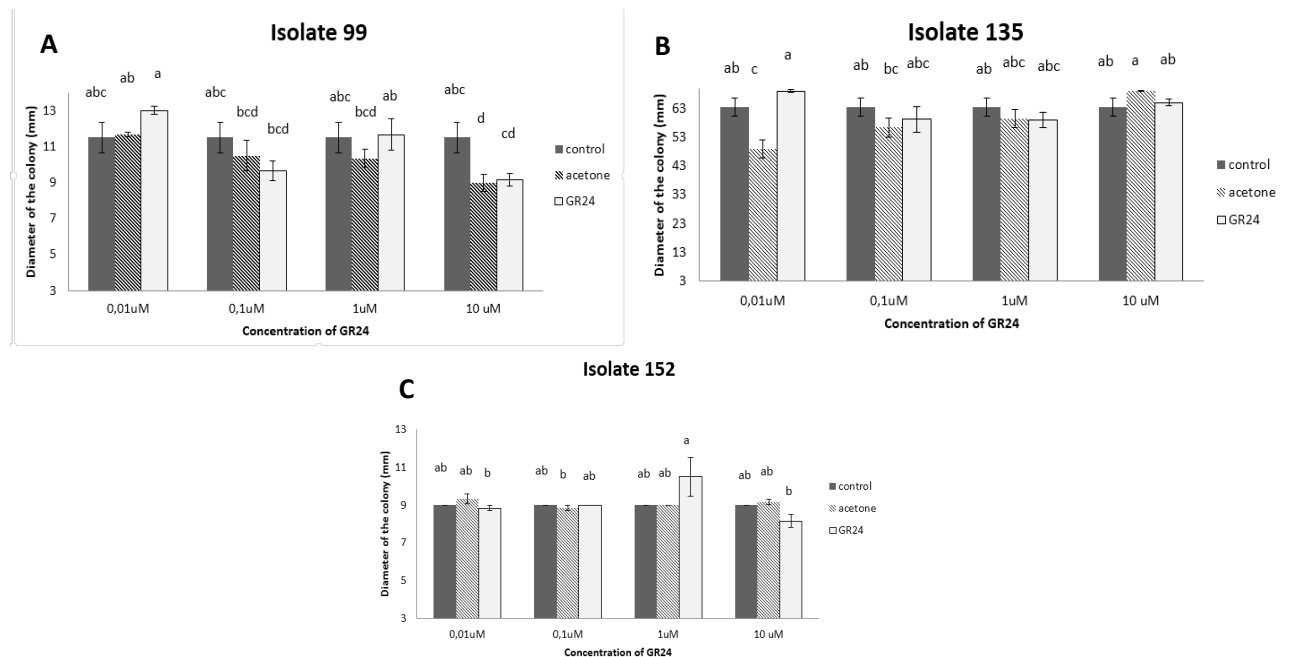 A
Isolate 99
Diameter of the colony (mm)
13
11
9
7
5
3
abc ab a
abc bcd bcd
abc bcd ab
abc d cd
0,01uM 0,1uM 1uM 10 uM
Concentration of GR24
control
acetone
GR24
B
Isolate 135
Diameter of the colony (mm)
63
53
43
33
23
13
3
ab c a
ab bc abc
ab abc abc
ab a ab
0,01uM 0,1uM 1uM 10 uM
Concentration of GR24
control
acetone
GR24
C
Isolate 152
Diameter of the colony (mm)
13
11
9
7
5
3
ab ab b
ab b ab
ab ab a
ab ab b
0,01uM 0,1uM 1uM 10 uM
Concentration of GR24
control
acetone
GR24